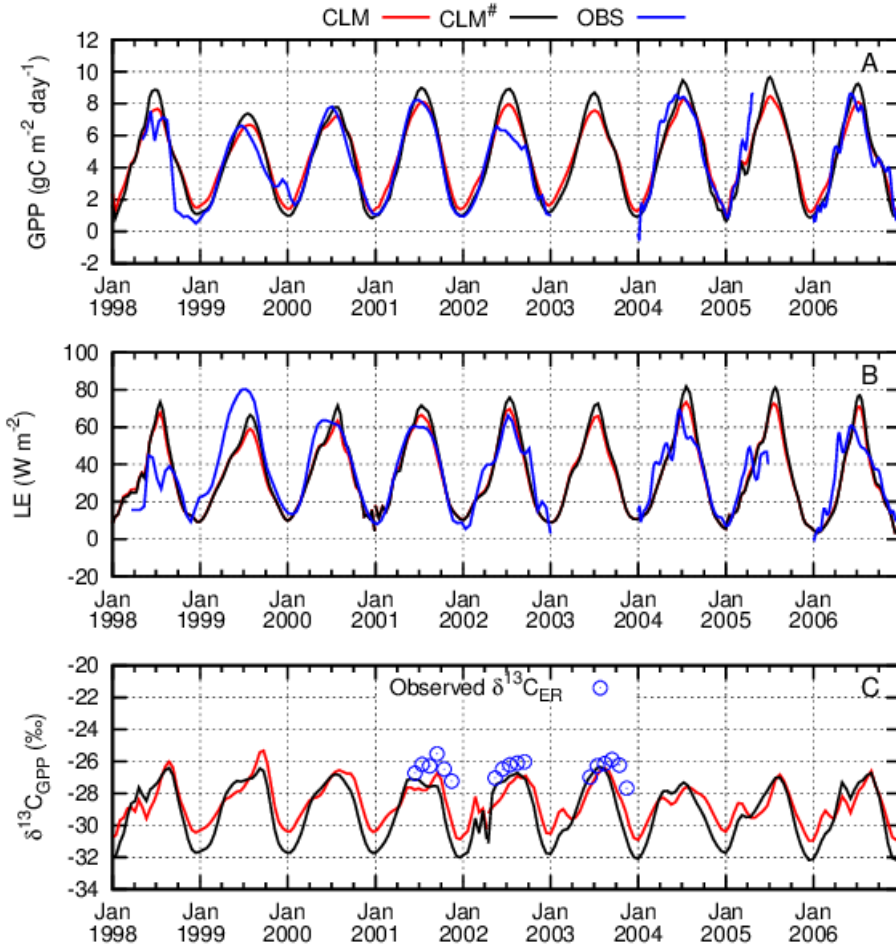 CLM CLM# OBS
A
GPP (gC m-2 day-1)
12
10
8
6
4
2
0
-2
Jan 1998 Jan 1999 Jan 2000 Jan 2001 Jan 2002 Jan 2003 Jan 2004 Jan 2005 Jan 2006
B
LE (W m-2)
100
80
60
40
20
0
-20
Jan 1998 Jan 1999 Jan 2000 Jan 2001 Jan 2002 Jan 2003 Jan 2004 Jan 2005 Jan 2006
Observed δ13CER
C
δ13CGPP (‰)
-20
-22
-24
-26
-28
-30
-32
-34
Jan 1998 Jan 1999 Jan 2000 Jan 2001 Jan 2002 Jan 2003 Jan 2004 Jan 2005 Jan 2006